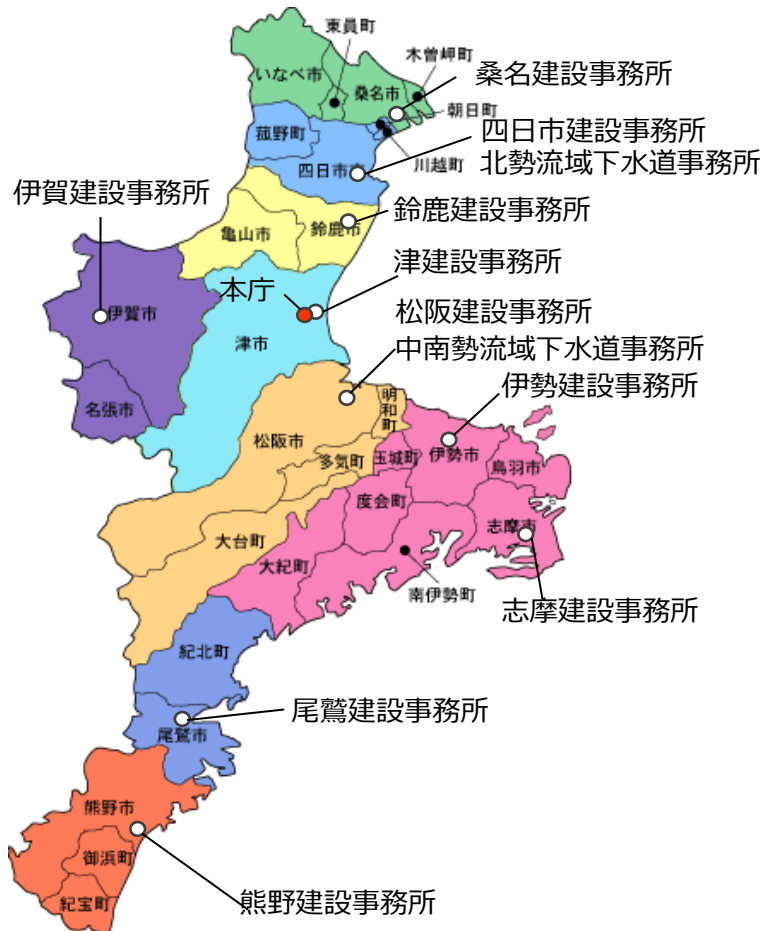 東員町
木曽岬町
いなべ市
桑名市
桑名建設事務所
朝日町
菰野町
四日市市
川越町
四日市建設事務所
北勢流域下水道事務所
伊賀建設事務所
亀山市
鈴鹿市
鈴鹿建設事務所
津建設事務所
本庁
伊賀市
津市
松阪建設事務所
中南勢流域下水道事務所
伊勢建設事務所
名張市
松阪市
明和町
多気町
玉城町
伊勢市
鳥羽市
度会町
志摩市
大台町
大紀町
南伊勢町
志摩建設事務所
紀北町
尾鷲建設事務所
尾鷲市
熊野市
御浜町
紀宝町
熊野建設事務所